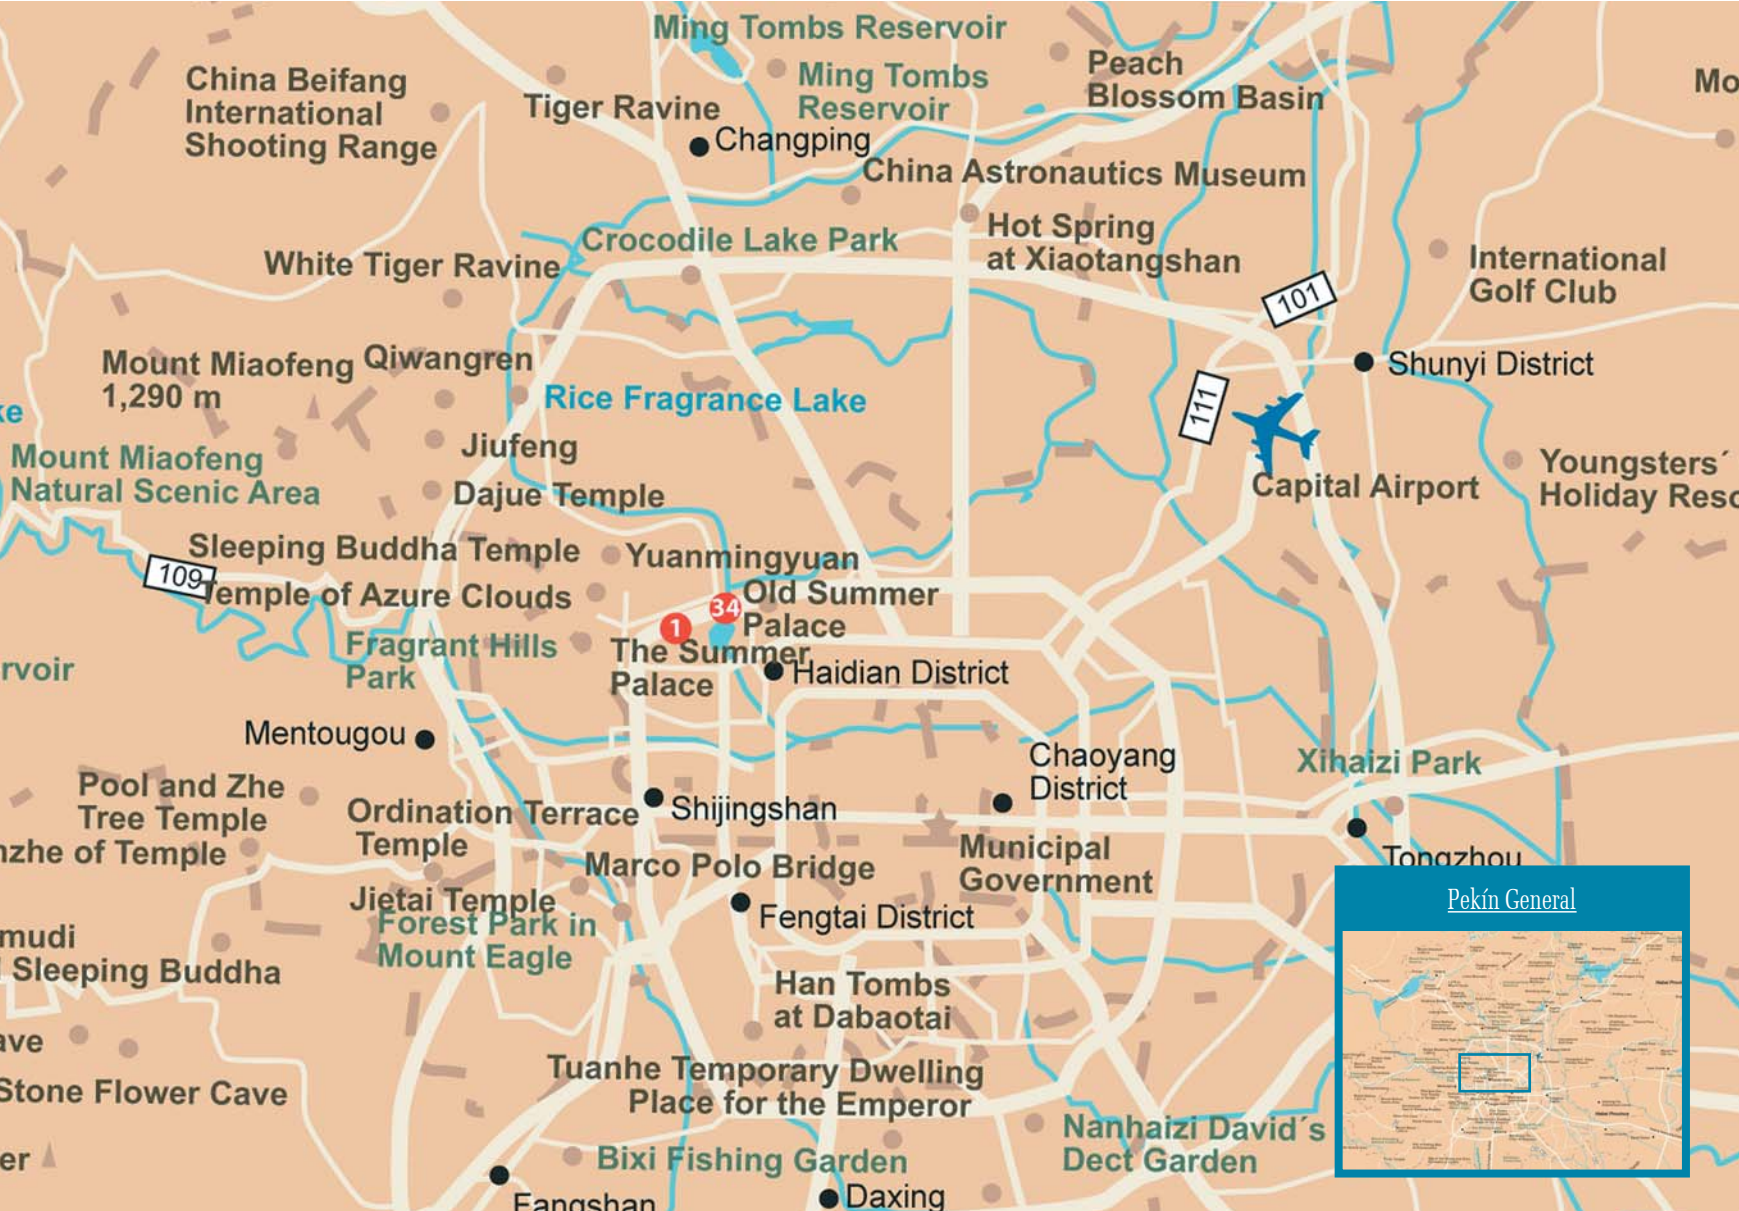 Ming Tombs Reservoir
China Beifang
International
Shooting Range
Tiger Ravine
Ming Tombs
Reservoir
Peach
Blossom Basin
Changping
China Astronautics Museum
White Tiger Ravine
Crocodile Lake Park
Hot Spring
at Xiaotangshan
International
Golf Club
101
Mount Miaofeng
1,290 m
Qiwangren
Rice Fragrance Lake
Shunyi District
111
Mount Miaofeng
Natural Scenic Area
Jiufeng
Dajue Temple
Capital Airport
Youngsters´
Holiday Reso
Sleeping Buddha Temple
Yuanmingyuan
109
Temple of Azure Clouds
34
Old Summer
Palace
1
Fragrant Hills
Park
The Summer
Palace
Haidian District
rvoir
Mentougou
Chaoyang
District
Xihaizi Park
Pool and Zhe
Tree Temple
Ordination Terrace
Temple
Shijingshan
nzhe of Temple
Marco Polo Bridge
Municipal
Government
Tongzhou
Jietai Temple
Forest Park in
Mount Eagle
Fengtai District
Pekín General
mudi
Sleeping Buddha
Han Tombs
at Dabaotai
ave
Stone Flower Cave
Tuanhe Temporary Dwelling
Place for the Emperor
Nanhaizi David´s
Dect Garden
er
Bixi Fishing Garden
Fangshan
Daxing